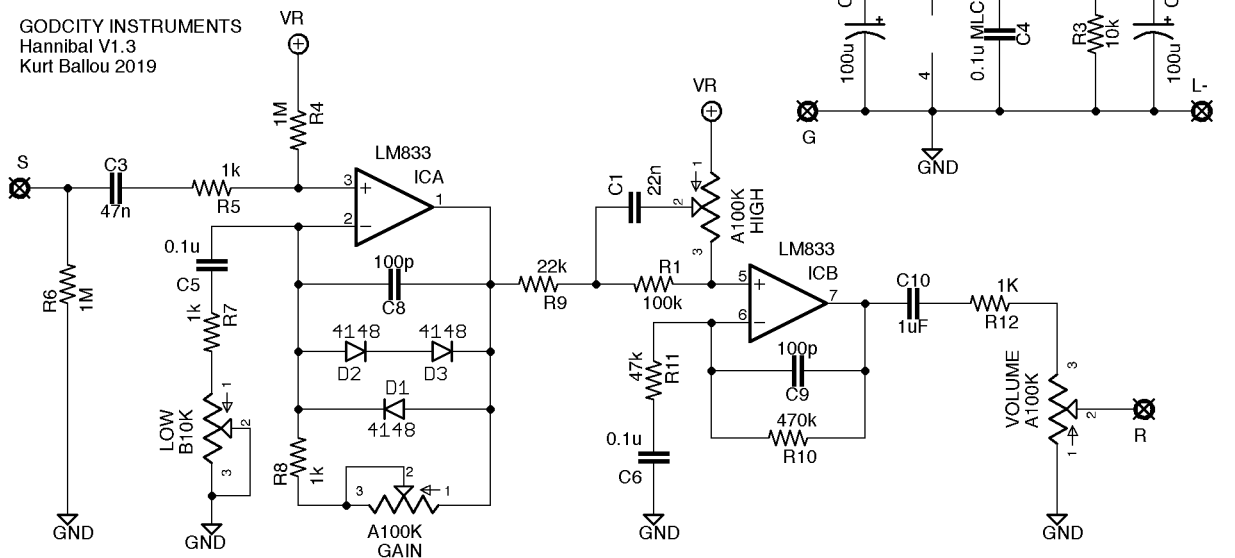 GODCITY INSTRUMENTS
Hannibal V1.3
Kurt Ballou 2019
VR
1M
R4
S
C3
47n
1k
R5
LM833
ICA
3
+
2
−
1
R6
1M
GND
0.1u
C5
1k
R7
LOW
B10K
1
2
3
GND
100p
C8
4148
4148
D2
D3
D1
4148
R8
1k
3
2
1
A100K
GAIN
22k
R9
C1
22n
VR
1
2
3
A100K
HIGH
R1
100k
LM833
ICB
5
+
6
−
7
47k
R11
0.1u
C6
GND
100p
C9
470k
R10
C10
1uF
1K
R12
VOLUME
A100K
3
2
1
R
GND
C
+
100u
4
0.1u MLC
C4
R3
10k
C
+
100u
G
GND
L-